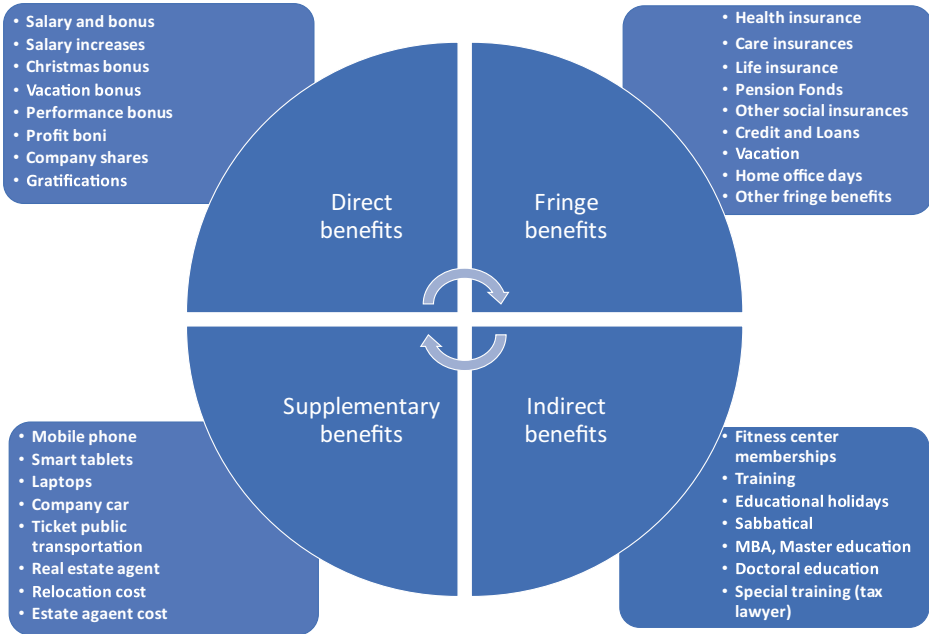 • Salary and bonus
• Salary increases
• Christmas bonus
• Vacation bonus
• Performance bonus
• Profit boni
• Company shares
• Gratifications
• Health insurance
• Care insurances
• Life insurance
• Pension Fonds
• Other social insurances
• Credit and Loans
• Vacation
• Home office days
• Other fringe benefits
Direct
benefits
Fringe
benefits
Supplementary
benefits
Indirect
benefits
• Mobile phone
• Smart tablets
• Laptops
• Company car
• Ticket public
transportation
• Real estate agent
• Relocation cost
• Estate agaent cost
• Fitness center
memberships
• Training
• Educational holidays
• Sabbatical
• MBA, Master education
• Doctoral education
• Special training (tax
lawyer)